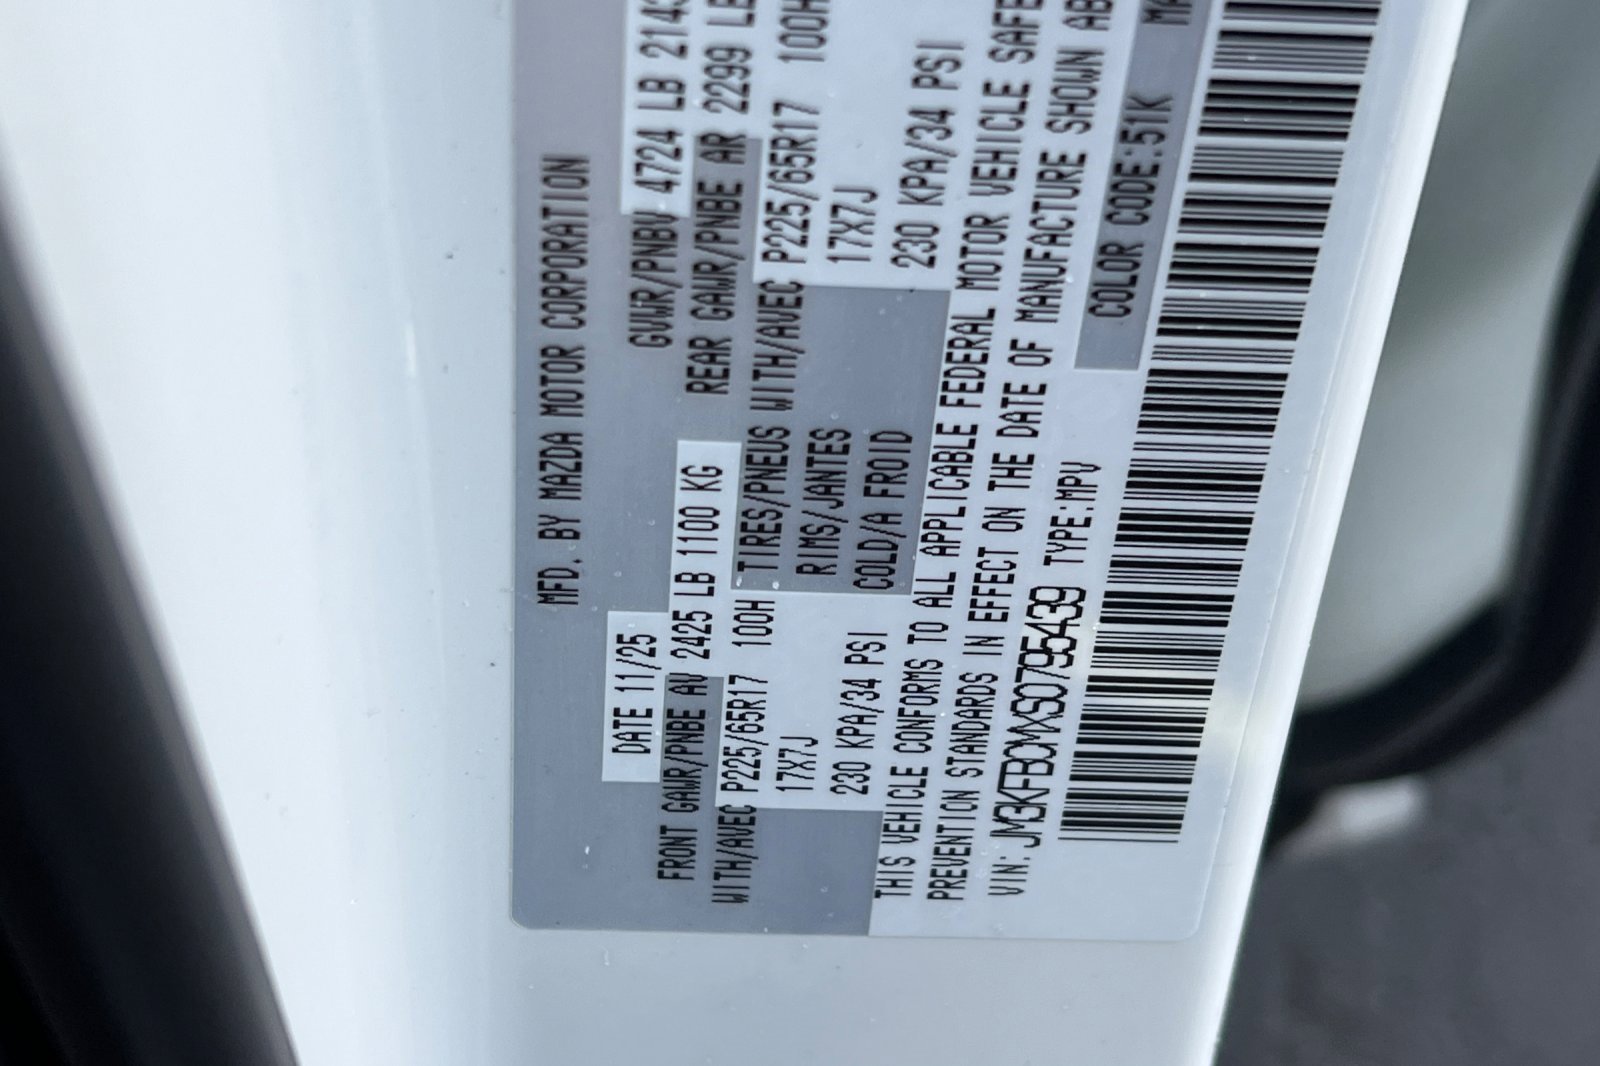 MFD. BY MAZDA MOTOR CORPORATION
DATE 11/25 GVWR/PNBV 4724 LB 2143
FRONT GAWR/PNBE AV 2425 LB 1100 KG REAR GAWR/PNBE AR 2299 LB
WITH/AVEC P225/65R17 100H TIRES/PNEUS WITH/AVEC P225/65R17 100H
17X7J RIMS/JANTES 17X7J
230 KPA/34 PSI COLD/A FROID 230 KPA/34 PSI
THIS VEHICLE CONFORMS TO ALL APPLICABLE FEDERAL MOTOR VEHICLE SAFE
PREVENTION STANDARDS IN EFFECT ON THE DATE OF MANUFACTURE SHOWN AB
VIN: JM3KFBCMXS0795439 TYPE:MPV COLOR CODE:51K MA